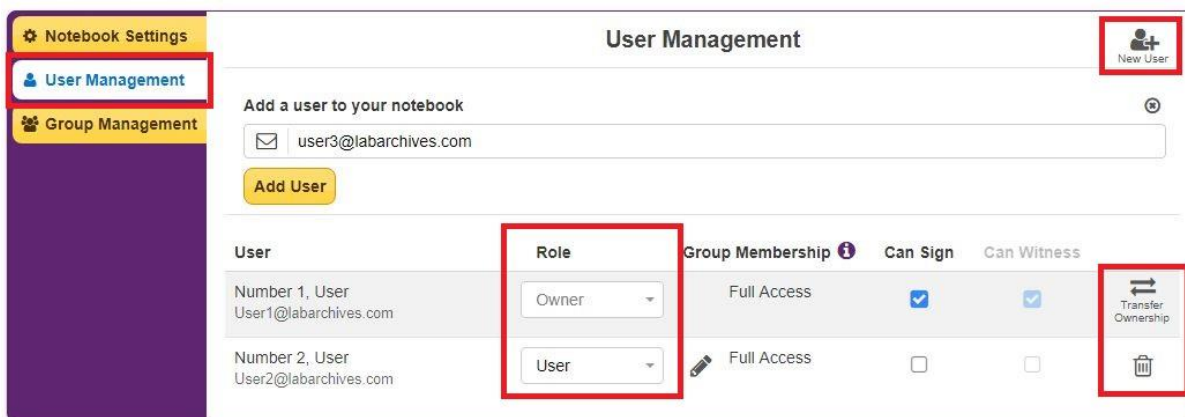 Notebook Settings
User Management
Group Management
User Management
New User
Add a user to your notebook
user3@labarchives.com
Add User
User Role Group Membership Can Sign Can Witness
Number 1, User Owner Full Access
User1@labarchives.com
Transfer
Ownership
Number 2, User User Full Access
User2@labarchives.com